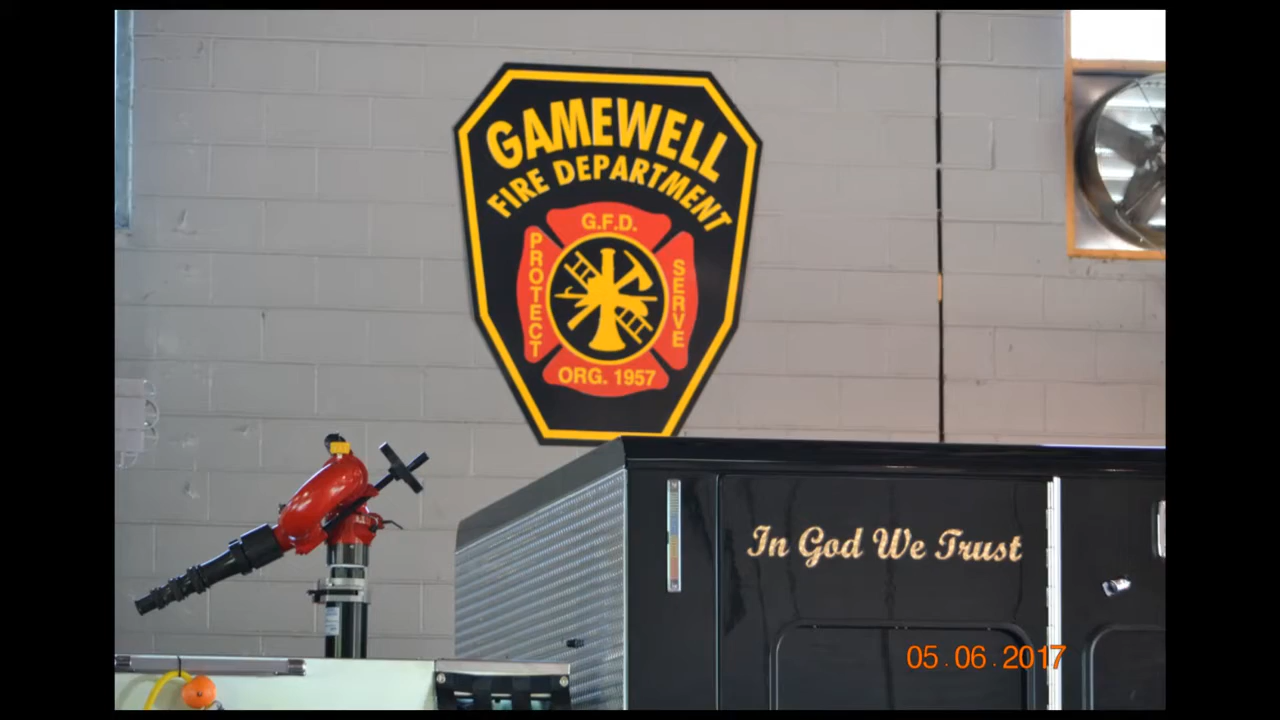 GAMEWELL
FIRE DEPARTMENT
G.F.D.
PROTECT
SERVE
ORG. 1957
In God We Trust
05.06.2017